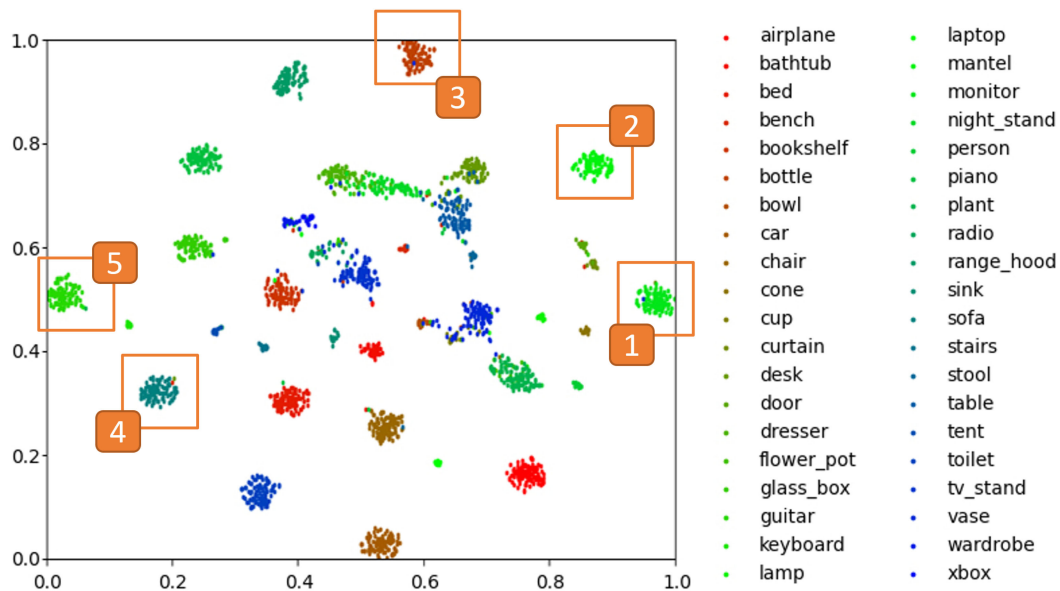 1.0
0.8
0.6
0.4
0.2
0.0
0.0 0.2 0.4 0.6 0.8 1.0
3
2
5
1
4
airplane
bathtub
bed
bench
bookshelf
bottle
bowl
car
chair
cone
cup
curtain
desk
door
dresser
flower_pot
glass_box
guitar
keyboard
lamp
laptop
mantel
monitor
night_stand
person
piano
plant
radio
range_hood
sink
sofa
stairs
stool
table
tent
toilet
tv_stand
vase
wardrobe
xbox